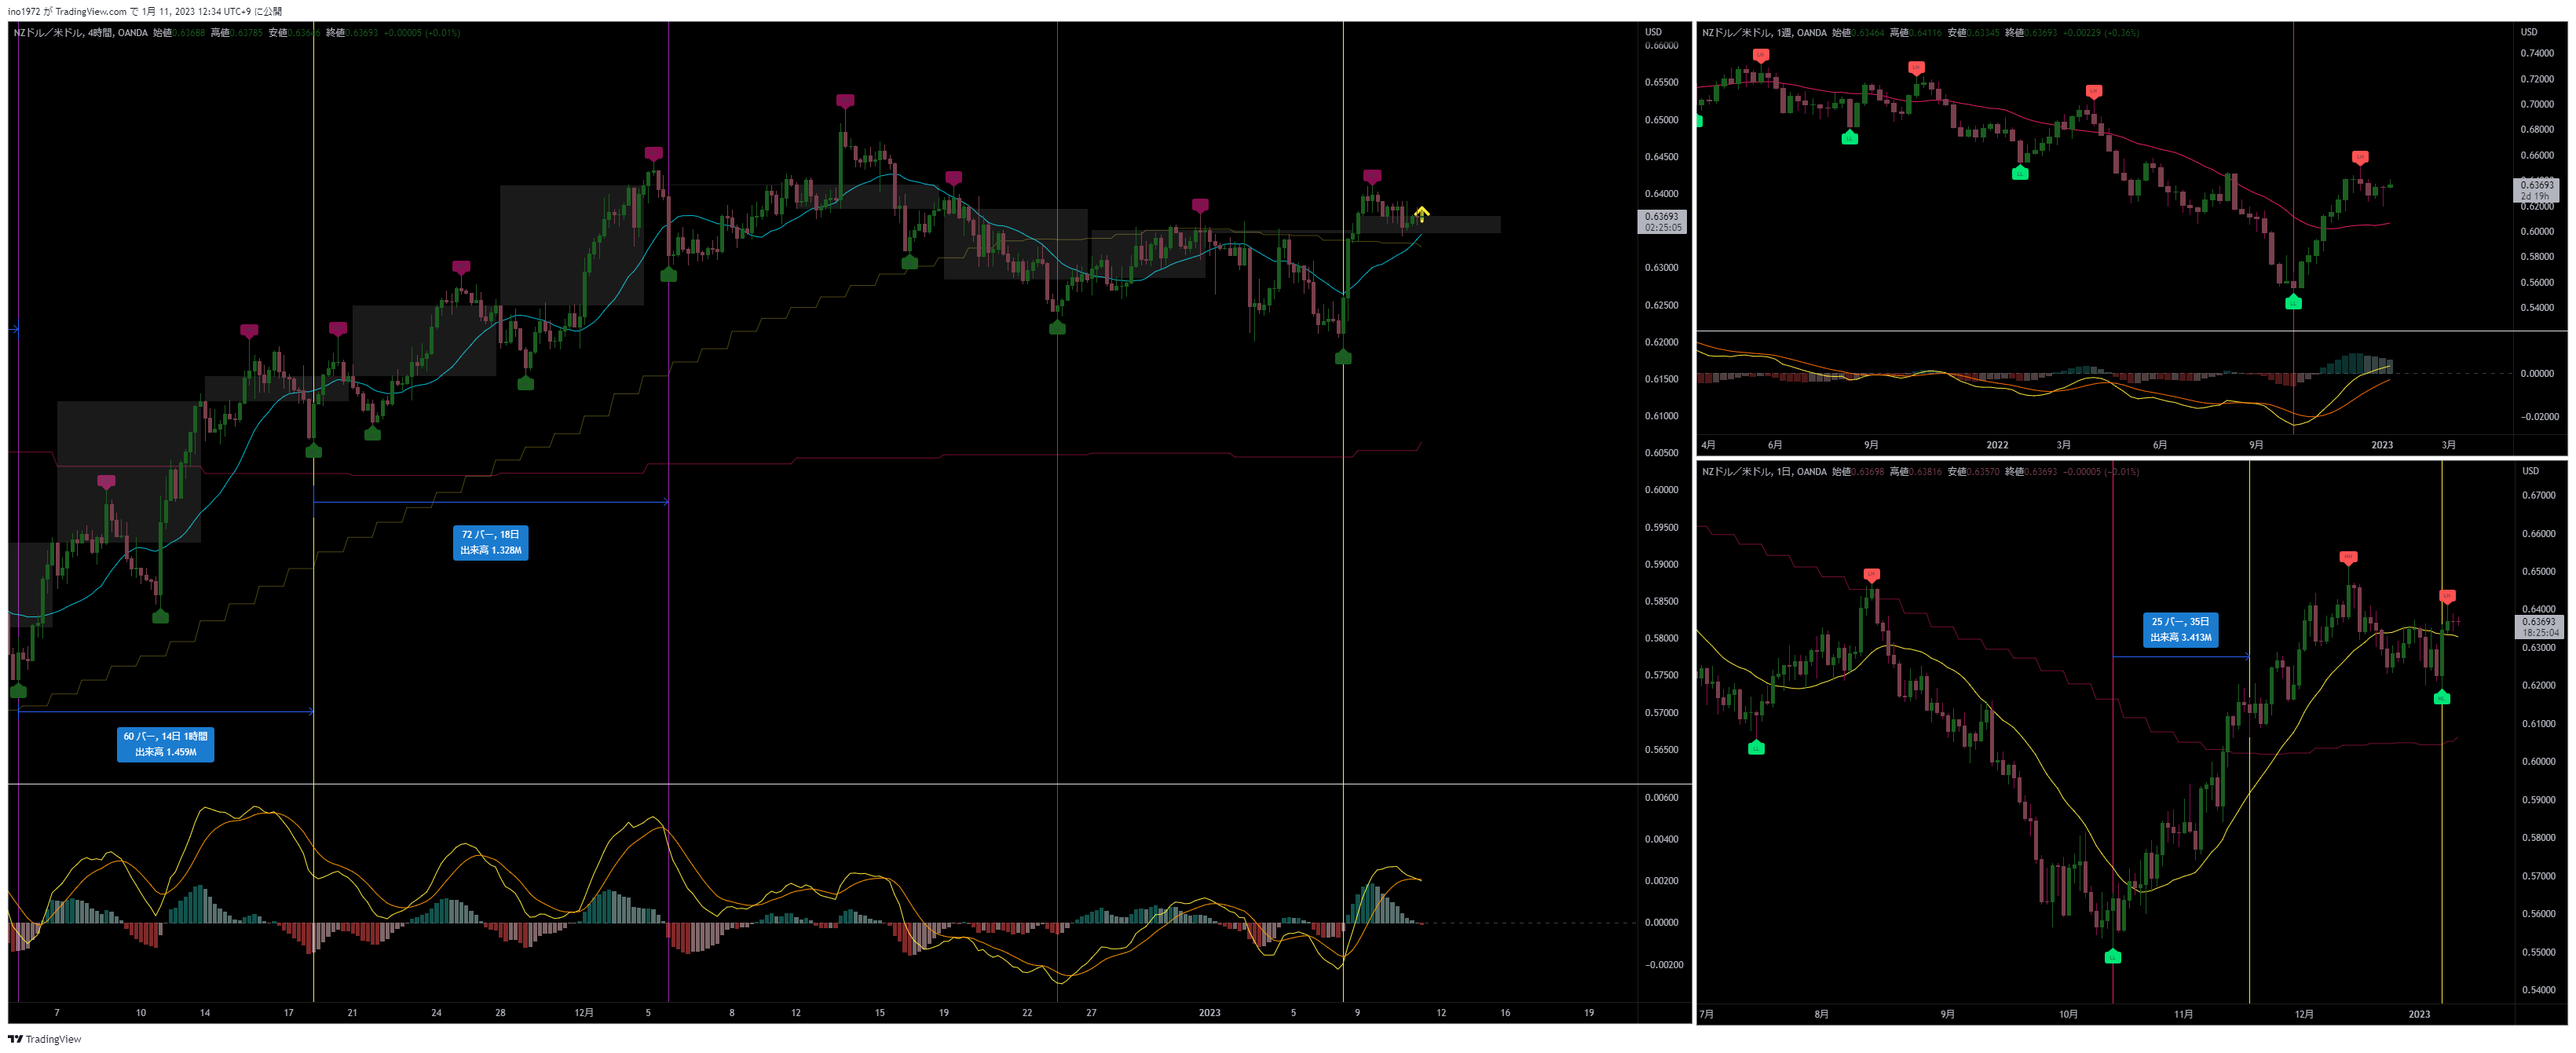 ino1972 が TradingView.com で 1月 11, 2023 12:34 UTC+9 に公開
NZドル／米ドル, 4時間, OANDA 始値0.63688 高値0.63785 安値0.63646 終値0.63693 +0.00005 (+0.01%)
USD
0.66000
0.65500
0.65000
0.64500
0.64000
0.63693
02:25:05
0.63000
0.62500
0.62000
0.61500
0.61000
0.60500
0.60000
0.59500
0.59000
0.58500
0.58000
0.57500
0.57000
0.56500
72 バー, 18日
出来高 1.328M
60 バー, 14日 1時間
出来高 1.459M
0.00600
0.00400
0.00200
0.00000
−0.00200
7 10 14 17 21 24 28 12月 5 8 12 15 19 22 27 2023 5 9 12 16 19
NZドル／米ドル, 1週, OANDA 始値0.63464 高値0.64116 安値0.63345 終値0.63693 +0.00229 (+0.36%)
USD
0.74000
0.72000
0.70000
0.68000
0.66000
0.63693
2d 19h
0.62000
0.60000
0.58000
0.56000
0.54000
LH
LH
LH
LH
LL
LL
LL
0.00000
−0.02000
4月 6月 9月 2022 3月 6月 9月 2023 3月
NZドル／米ドル, 1日, OANDA 始値0.63698 高値0.63816 安値0.63570 終値0.63693 −0.00005 (−0.01%)
USD
0.67000
0.66000
0.65000
0.64000
0.63693
18:25:04
0.63000
0.62000
0.61000
0.60000
0.59000
0.58000
0.57000
0.56000
0.55000
0.54000
LH
HH
LH
LL
LL
HL
25 バー, 35日
出来高 3.413M
7月 8月 9月 10月 11月 12月 2023
TradingView